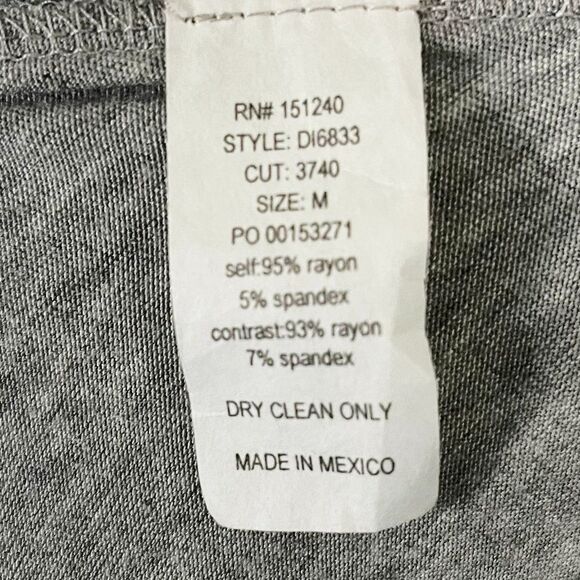 RN# 151240
STYLE: DI6833
CUT: 3740
SIZE: M
PO 00153271
self:95% rayon
5% spandex
contrast:93% rayon
7% spandex
DRY CLEAN ONLY
MADE IN MEXICO